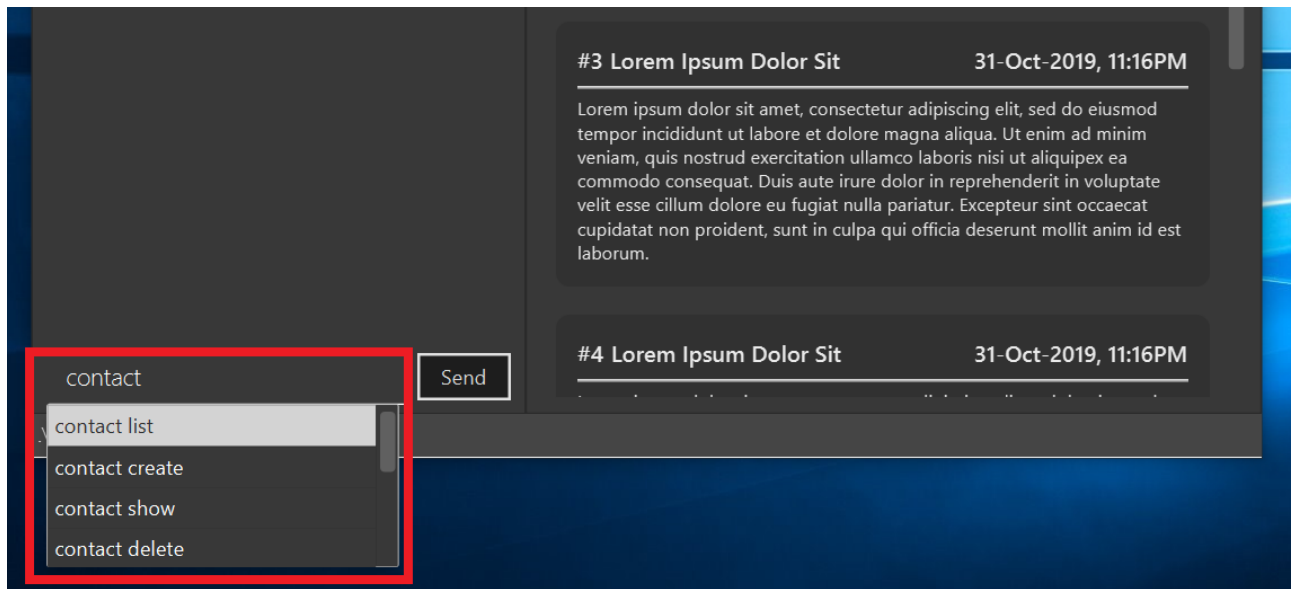 #3 Lorem Ipsum Dolor Sit 31-Oct-2019, 11:16PM
Lorem ipsum dolor sit amet, consectetur adipiscing elit, sed do eiusmod
tempor incididunt ut labore et dolore magna aliqua. Ut enim ad minim
veniam, quis nostrud exercitation ullamco laboris nisi ut aliquipex ea
commodo consequat. Duis aute irure dolor in reprehenderit in voluptate
velit esse cillum dolore eu fugiat nulla pariatur. Excepteur sint occaecat
cupidatat non proident, sunt in culpa qui officia deserunt mollit anim id est
laborum.
#4 Lorem Ipsum Dolor Sit 31-Oct-2019, 11:16PM
contact
Send
contact list
contact create
contact show
contact delete